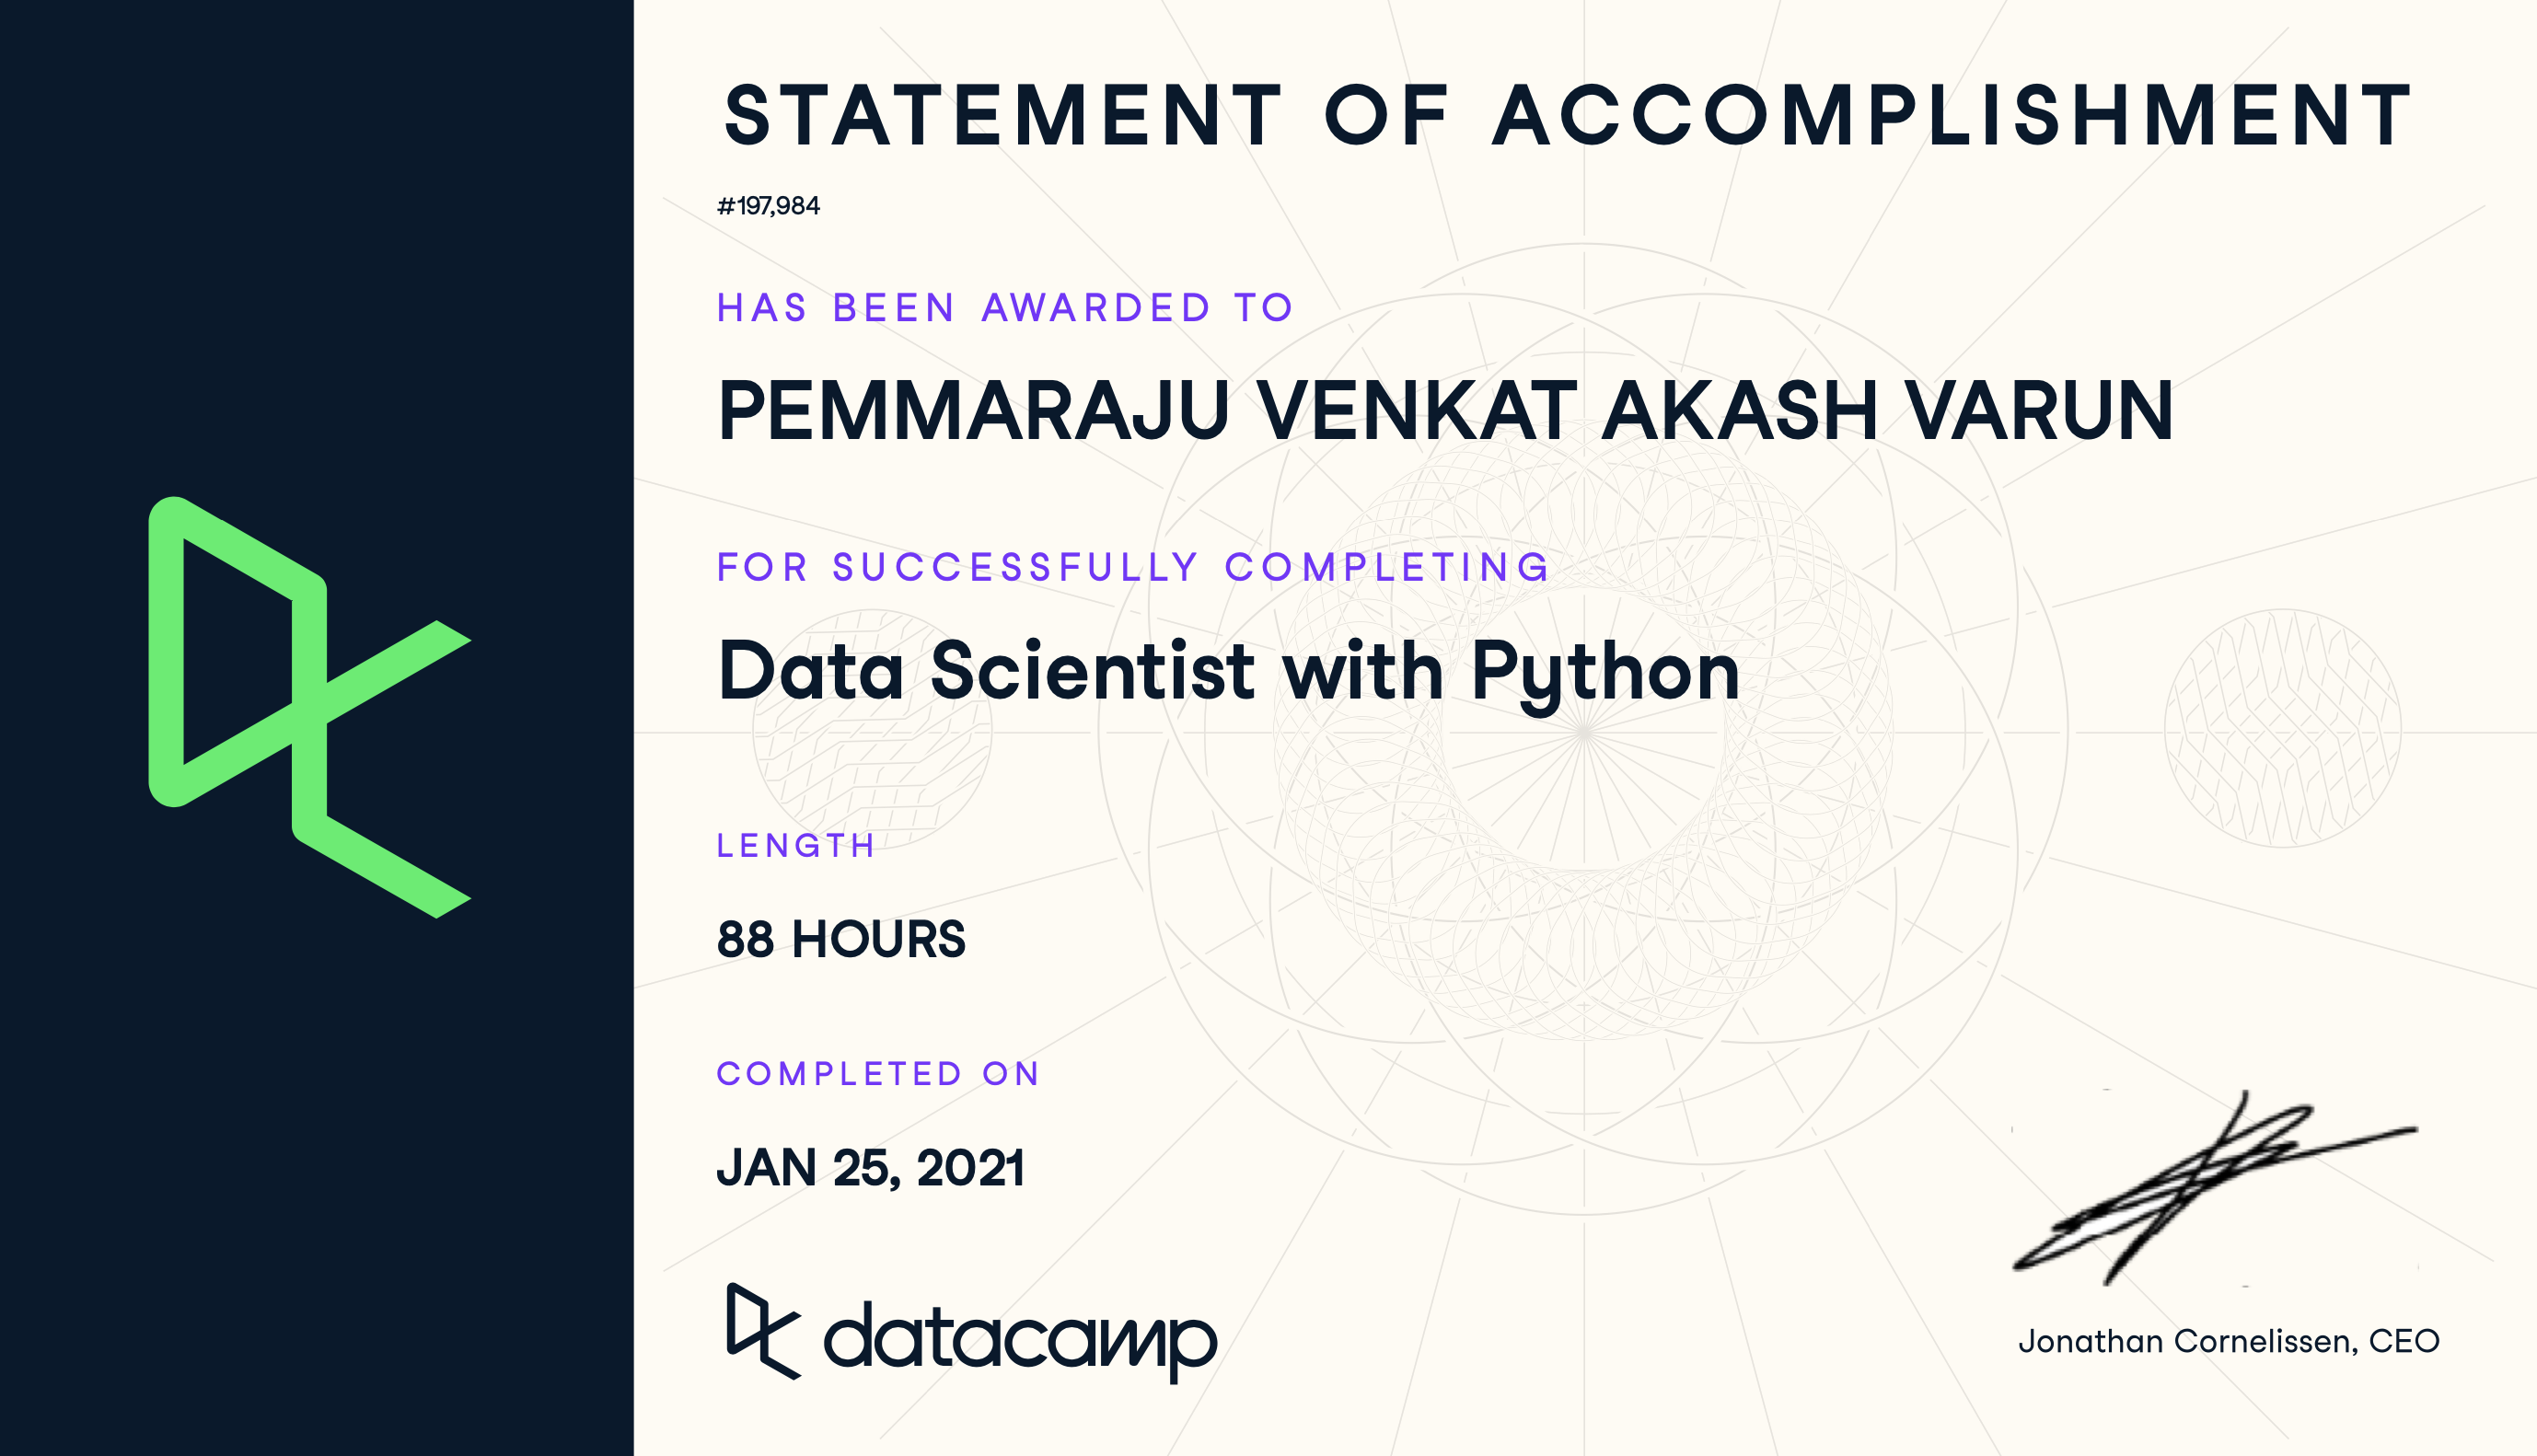 STATEMENT OF ACCOMPLISHMENT
#197,984
HAS BEEN AWARDED TO
PEMMARAJU VENKAT AKASH VARUN
FOR SUCCESSFULLY COMPLETING
Data Scientist with Python
LENGTH
88 HOURS
COMPLETED ON
JAN 25, 2021
datacamp
Jonathan Cornelissen, CEO